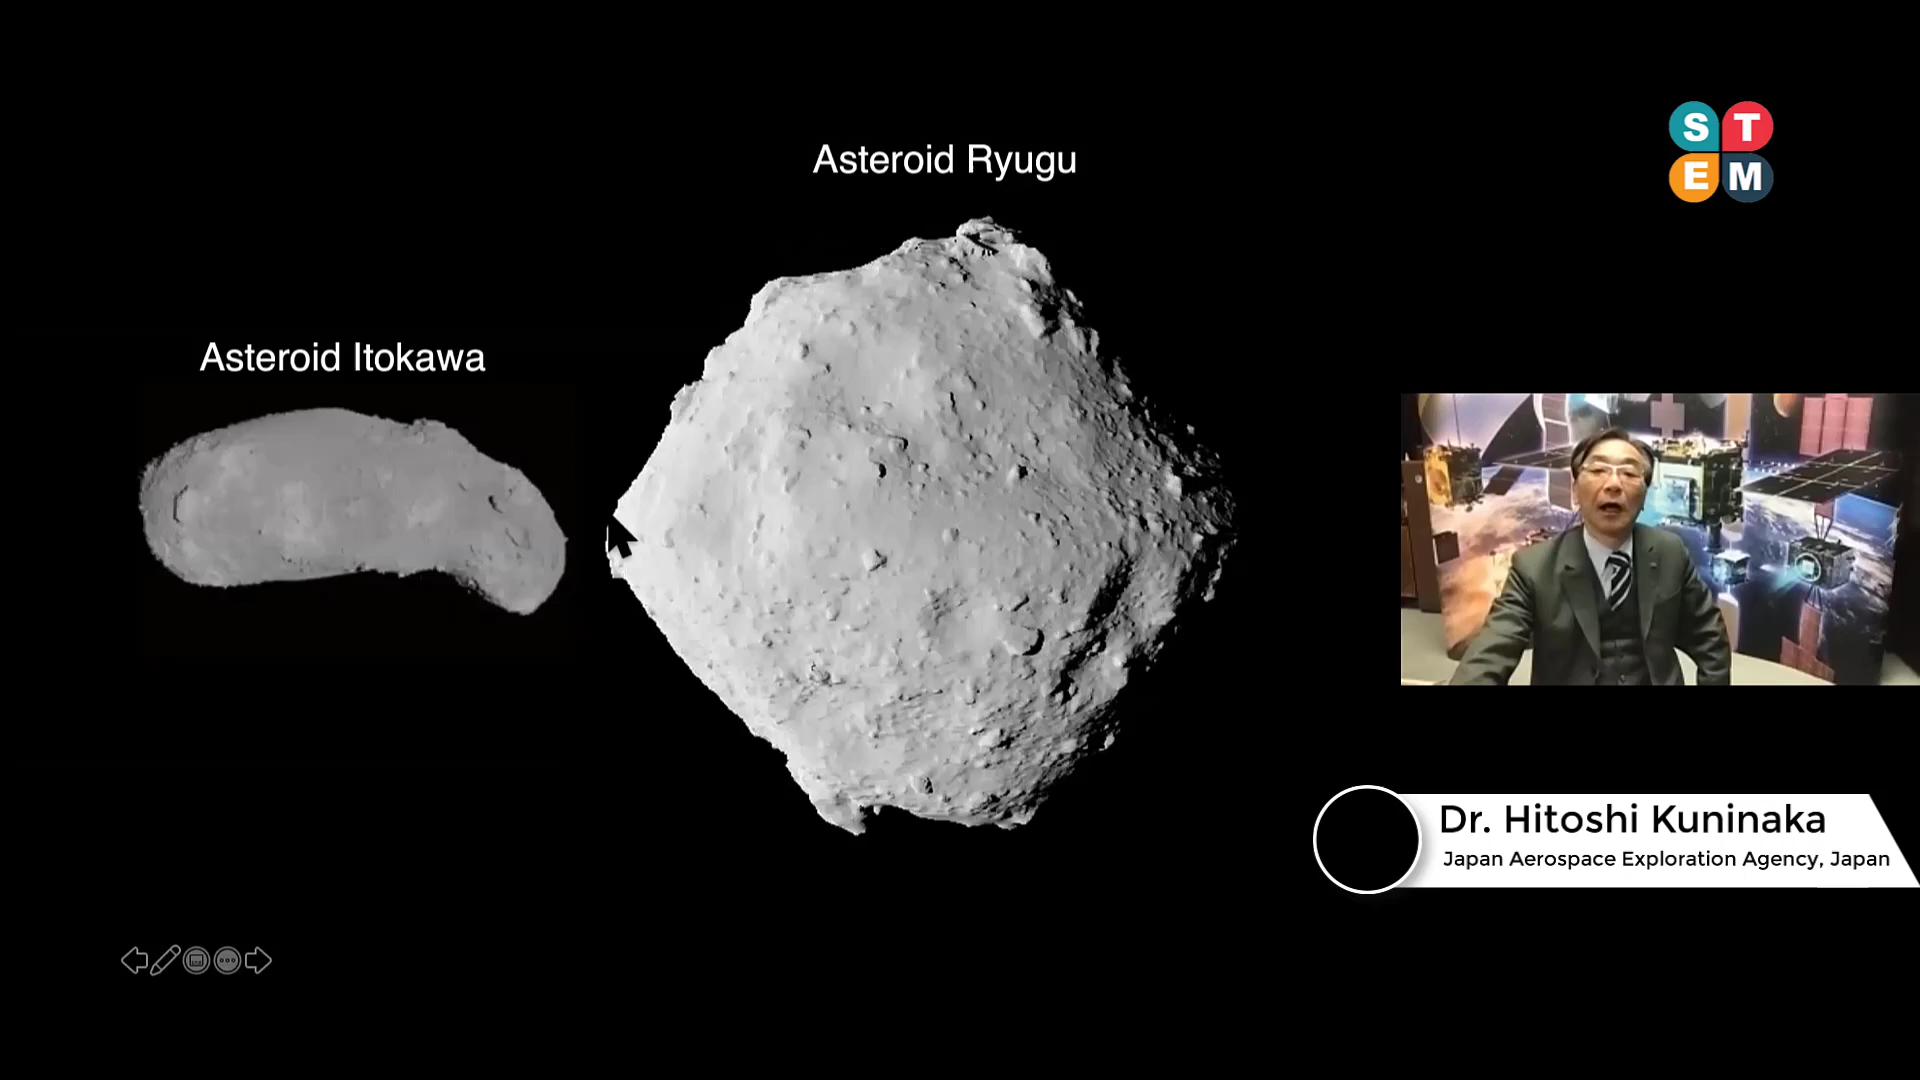 Asteroid Ryugu
Asteroid Itokawa
S T
E M
Dr. Hitoshi Kuninaka
Japan Aerospace Exploration Agency, Japan